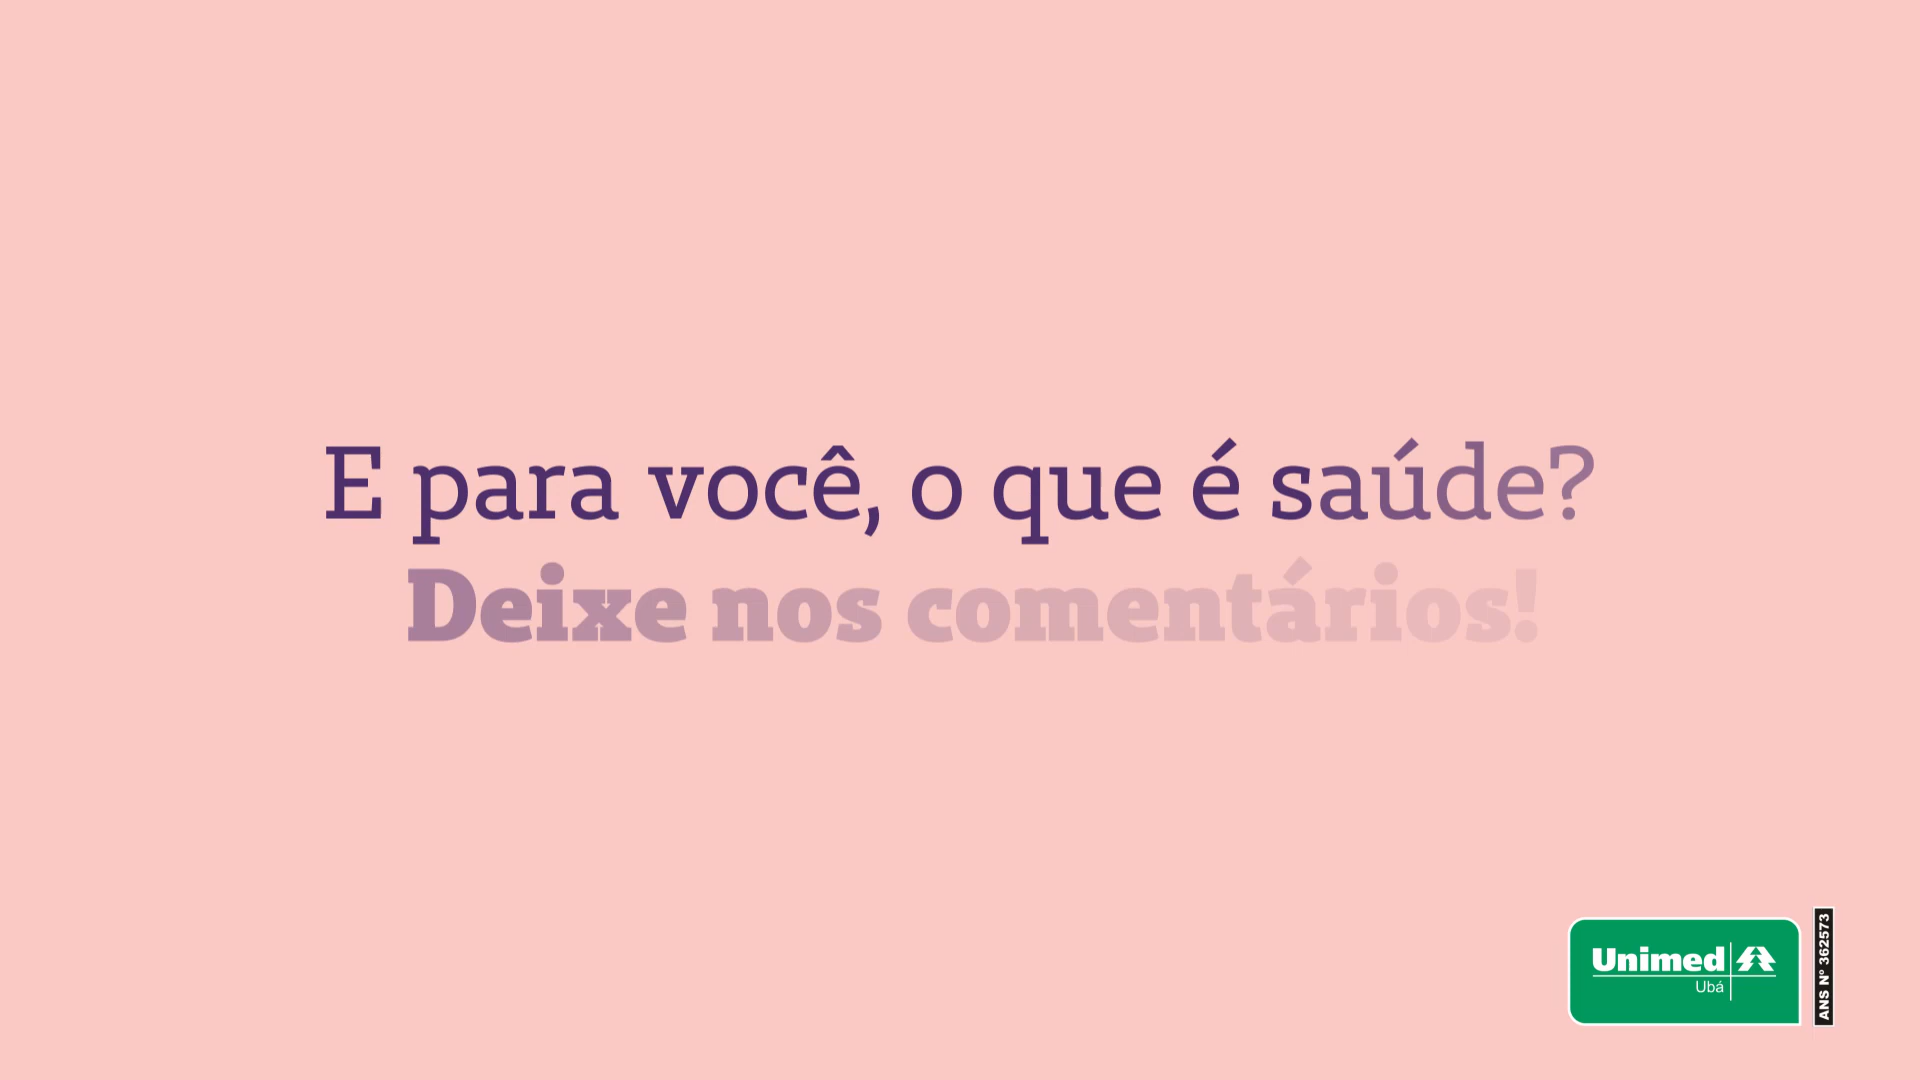 E para você, o que é saúde?
Deixe nos comentários!
Unimed
Ubá
ANS Nº 362573